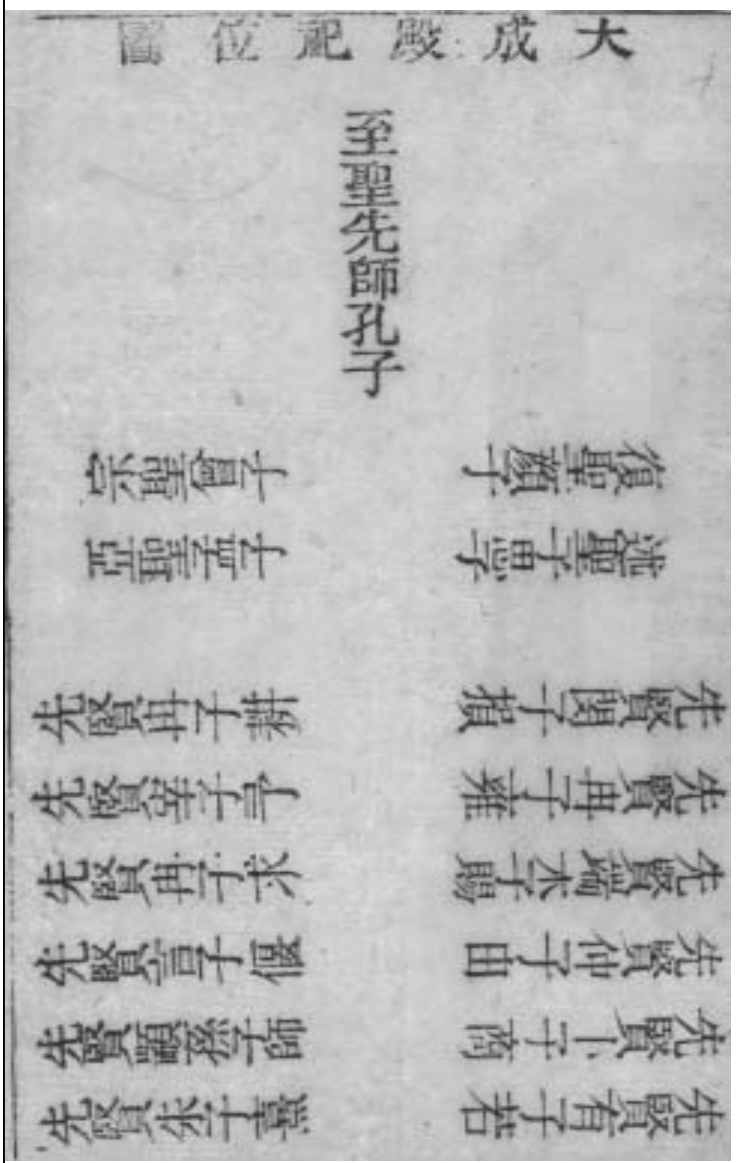 大成殿祀位圖
至聖先師孔子
復聖顏子
述聖子思子
先賢閔子損
先賢冉子雍
先賢端木子賜
先賢仲子由
先賢卜子商
先賢有子若
宗聖曾子
亞聖孟子
先賢冉子耕
先賢宰子予
先賢冉子求
先賢言子偃
先賢顓孫子師
先賢朱子熹